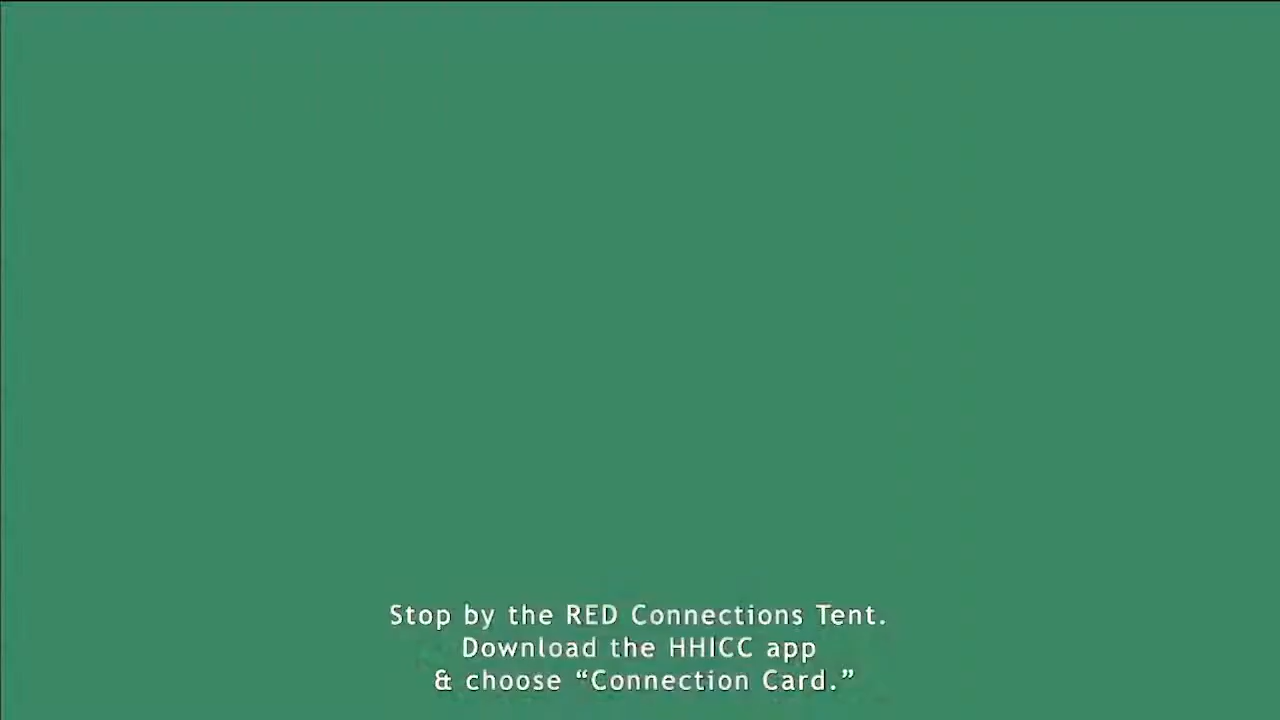 Stop by the RED Connections Tent.
Download the HHICC app
& choose “Connection Card.”